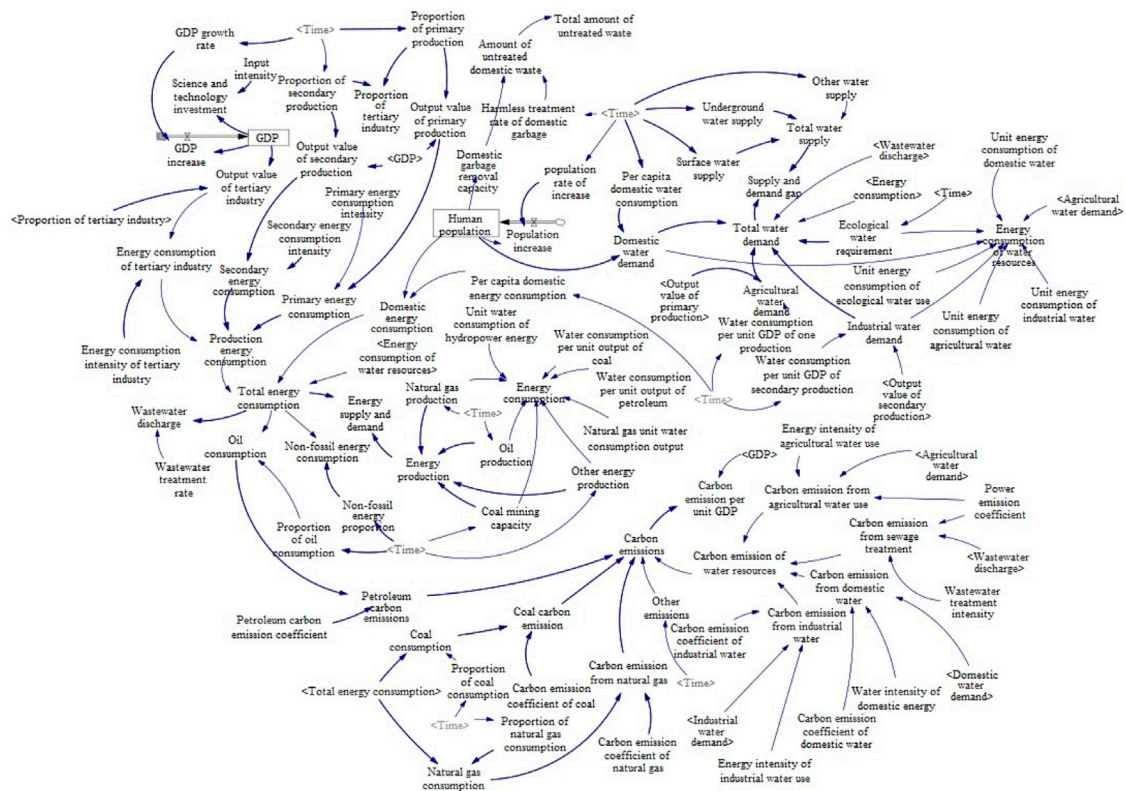 GDP growth
rate
<Time>
Proportion
of primary
production
Total amount of
untreated waste
Input
intensity
Science and
technology
investment
Proportion of
secondary
production
Proportion
of
tertiary
industry
Amount of
untreated
domestic waste
Harmless treatment
rate of domestic
garbage
<Time>
Other water
supply
Underground
water supply
Total water
supply
Surface water
supply
Output value
of primary
production
GDP
GDP
increase
Output value
of secondary
production
<GDP>
Domestic
garbage
removal
capacity
population
rate of
increase
Per capita
domestic water
consumption
Supply and
demand gap
<Wastewater
discharge>
<Energy
consumption>
<Time>
Unit energy
consumption of
domestic water
Output value
of tertiary
industry
Primary energy
consumption
intensity
<Proportion of tertiary industry>
Human
population
Population
increase
Domestic
water
demand
Total water
demand
Ecological
water
requirement
<Agricultural
water demand>
Energy
consumption
of water
resources
Energy consumption
of tertiary industry
Secondary energy
consumption
intensity
Secondary
energy
consumption
Primary energy
consumption
Per capita domestic
energy consumption
<Output
value of
primary
production>
Agricultural
water
demand
Unit energy
consumption of
ecological water use
Unit energy
consumption of
industrial water
Unit energy
consumption of
agricultural water
Industrial water
demand
Production
energy
consumption
Domestic
energy
consumption
Unit water
consumption of
hydropower energy
Water consumption
per unit output of
coal
Water consumption
per unit GDP of one
production
Water consumption
per unit GDP of
secondary production
Energy consumption
intensity of tertiary
industry
<Energy
consumption of
water resources>
Natural gas
production
Energy
consumption
Water consumption
per unit output of
petroleum
<Time>
<Output
value of
secondary
production>
Total energy
consumption
Energy
supply and
demand
<Time>
Natural gas unit water
consumption output
Wastewater
discharge
Oil
consumption
Non-fossil energy
consumption
Oil
production
Energy
production
Other energy
production
Wastewater
treatment
rate
Non-fossil
energy
proportion
Coal mining
capacity
Proportion
of oil
consumption
<Time>
Energy intensity of
agricultural water use
<GDP>
<Agricultural
water demand>
Carbon
emission per
unit GDP
Carbon emission from
agricultural water use
Power
emission
coefficient
Carbon
emissions
Carbon emission of
water resources
Carbon emission
from sewage
treatment
<Wastewater
discharge>
Carbon emission
from domestic
water
Wastewater
treatment
intensity
Petroleum
carbon
emissions
Petroleum carbon
emission coefficient
Coal carbon
emission
Other
emissions
Carbon emission
from industrial
water
Carbon emission
coefficient of
industrial water
Coal
consumption
Proportion
of coal
consumption
Carbon emission
from natural gas
<Time>
<Domestic
water demand>
<Total energy consumption>
Carbon emission
coefficient of coal
<Time>
Proportion of
natural gas
consumption
<Industrial
water
demand>
Water intensity of
domestic energy
Carbon emission
coefficient of
domestic water
Carbon emission
coefficient of
natural gas
Energy intensity of
industrial water use
Natural gas
consumption